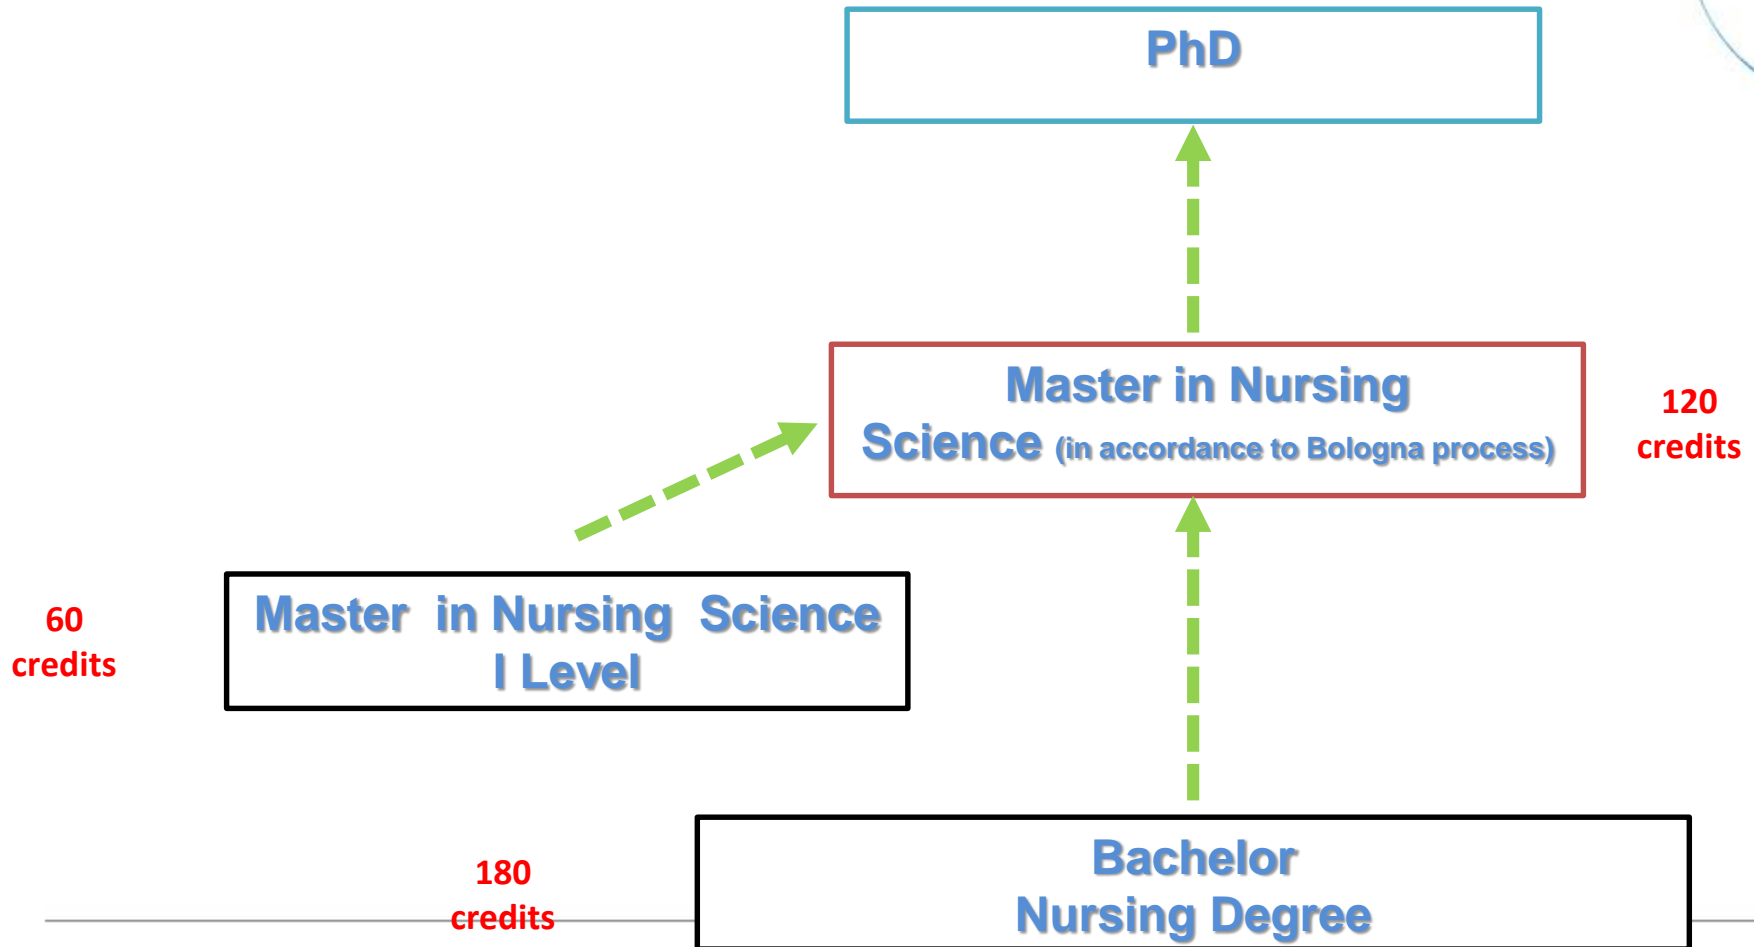 PhD
Master in Nursing
Science (in accordance to Bologna process)
120
credits
60
credits
Master in Nursing Science
I Level
180
credits
Bachelor
Nursing Degree